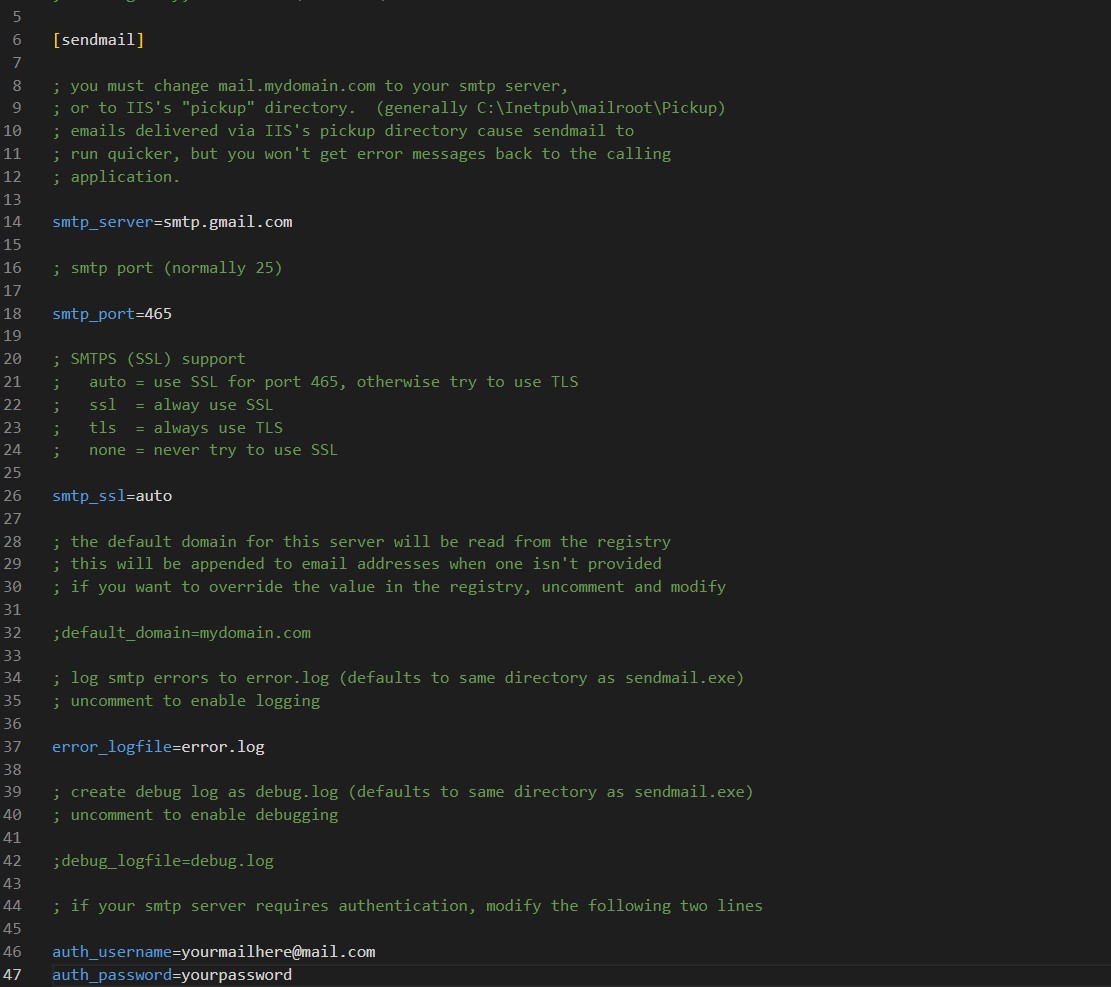 5
6 [sendmail]
7
8 ; you must change mail.mydomain.com to your smtp server,
9 ; or to IIS's "pickup" directory.  (generally C:\Inetpub\mailroot\Pickup)
10 ; emails delivered via IIS's pickup directory cause sendmail to
11 ; run quicker, but you won't get error messages back to the calling
12 ; application.
13
14 smtp_server=smtp.gmail.com
15
16 ; smtp port (normally 25)
17
18 smtp_port=465
19
20 ; SMTPS (SSL) support
21 ;   auto = use SSL for port 465, otherwise try to use TLS
22 ;   ssl  = alway use SSL
23 ;   tls  = always use TLS
24 ;   none = never try to use SSL
25
26 smtp_ssl=auto
27
28 ; the default domain for this server will be read from the registry
29 ; this will be appended to email addresses when one isn't provided
30 ; if you want to override the value in the registry, uncomment and modify
31
32 ;default_domain=mydomain.com
33
34 ; log smtp errors to error.log (defaults to same directory as sendmail.exe)
35 ; uncomment to enable logging
36
37 error_logfile=error.log
38
39 ; create debug log as debug.log (defaults to same directory as sendmail.exe)
40 ; uncomment to enable debugging
41
42 ;debug_logfile=debug.log
43
44 ; if your smtp server requires authentication, modify the following two lines
45
46 auth_username=yourmailhere@mail.com
47 auth_password=yourpassword